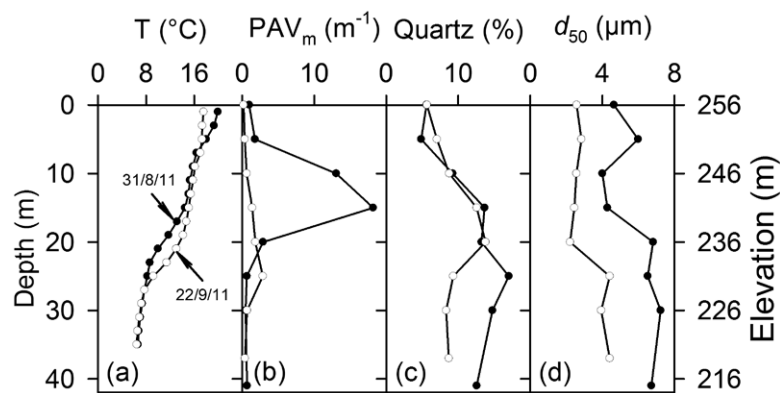 T (°C) PAVm (m-1) Quartz (%) d50 (μm)
0 8 16 0 10 0 10 0 4 8
0 256
10 246
31/8/11
20 236
22/9/11
30 226
40 216
(a) (b) (c) (d)
Depth (m)
Elevation (m)